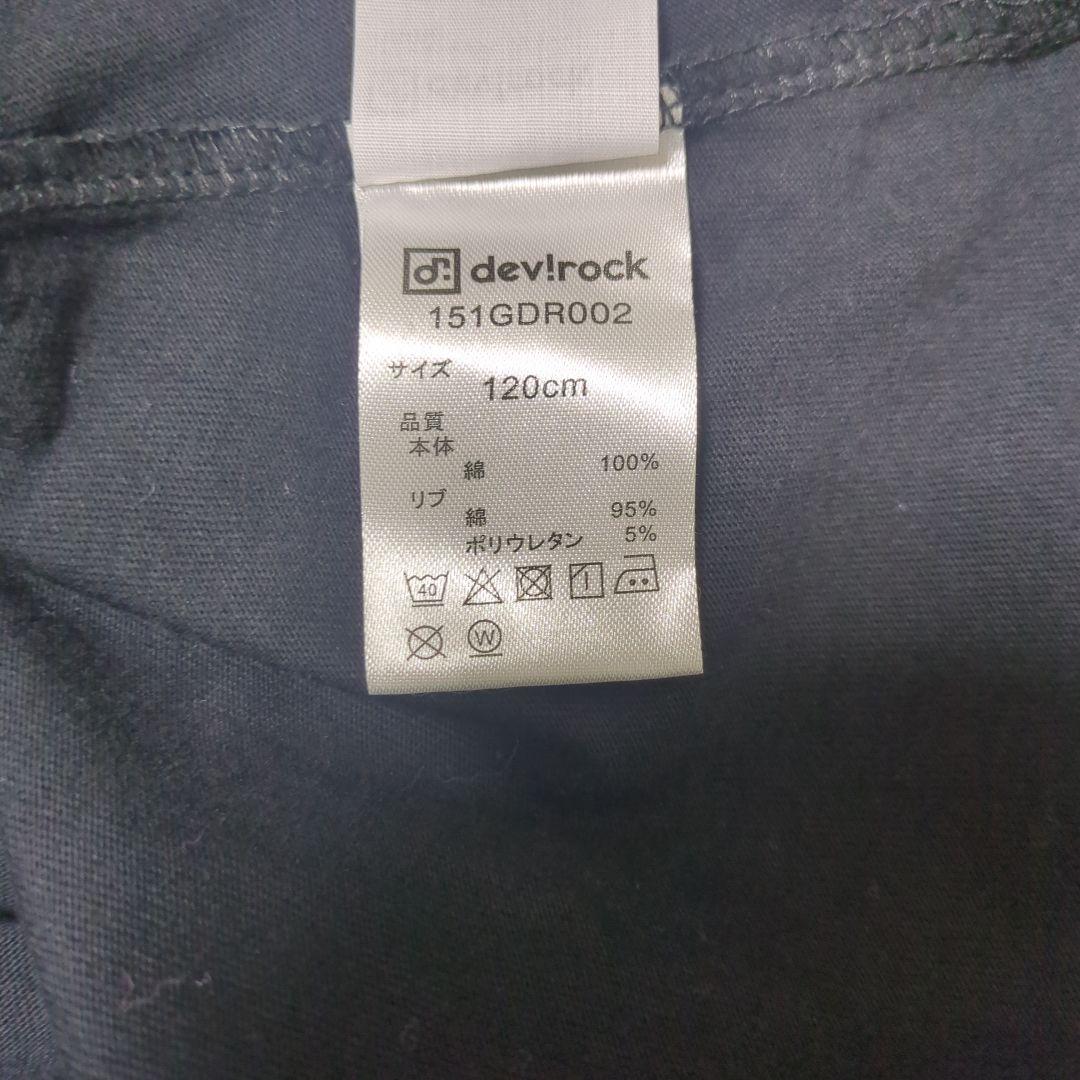 dev!rock
151GDR002
サイズ 120cm
品質
本体
綿 100%
リブ
綿 95%
ポリウレタン 5%
40
W